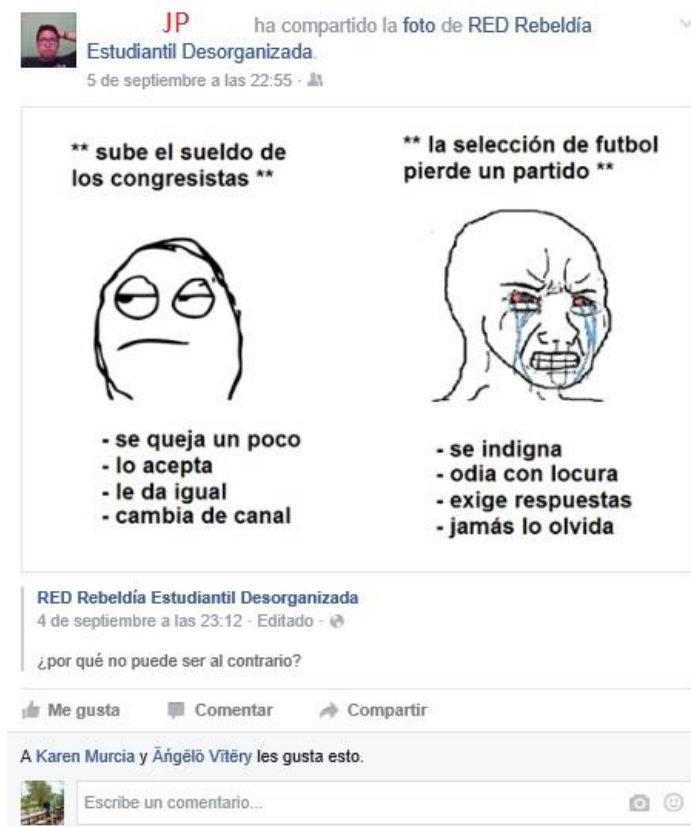 JP ha compartido la foto de RED Rebeldía
Estudiantil Desorganizada.
5 de septiembre a las 22:55 ·
** sube el sueldo de
los congresistas **
- se queja un poco
- lo acepta
- le da igual
- cambia de canal
** la selección de futbol
pierde un partido **
- se indigna
- odia con locura
- exige respuestas
- jamás lo olvida
RED Rebeldía Estudiantil Desorganizada
4 de septiembre a las 23:12 · Editado ·
¿por qué no puede ser al contrario?
Me gusta Comentar Compartir
A Karen Murcia y Äńgëlö Vïtëry les gusta esto.
Escribe un comentario...